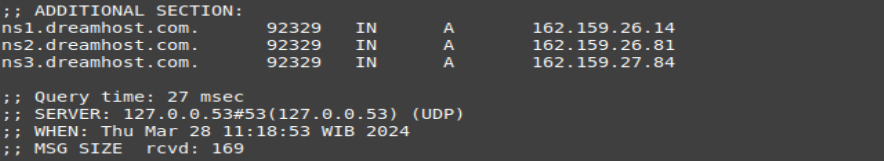 ;; ADDITIONAL SECTION:
ns1.dreamhost.com. 92329 IN A 162.159.26.14
ns2.dreamhost.com. 92329 IN A 162.159.26.81
ns3.dreamhost.com. 92329 IN A 162.159.27.84
;; Query time: 27 msec
;; SERVER: 127.0.0.53#53(127.0.0.53) (UDP)
;; WHEN: Thu Mar 28 11:18:53 WIB 2024
;; MSG SIZE  rcvd: 169